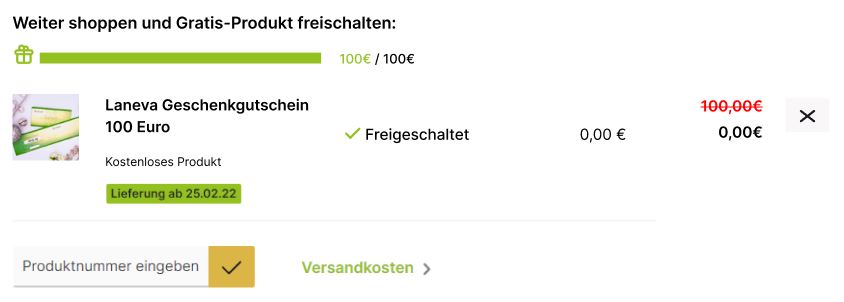 Weiter shoppen und Gratis-Produkt freischalten:
100€ / 100€
Laneva Geschenkgutschein
100 Euro
Freigeschaltet
0,00 €
100,00€
0,00€
Kostenloses Produkt
Lieferung ab 25.02.22
Produktnummer eingeben
Versandkosten